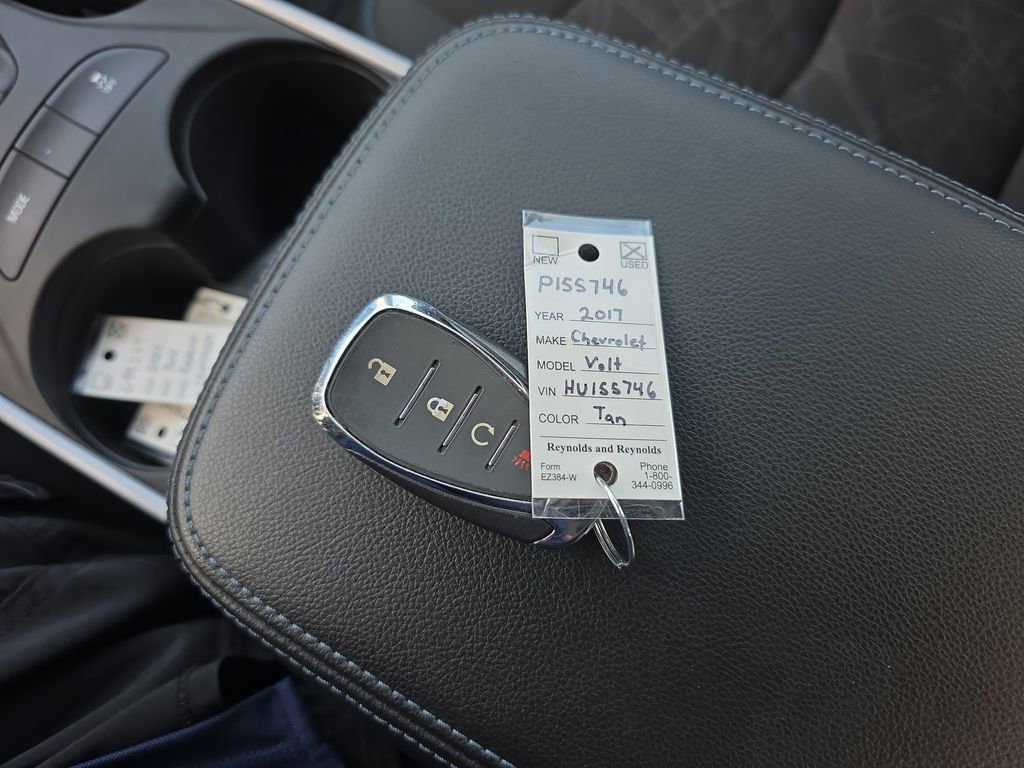 MODE
NEW USED
P155746
YEAR 2017
MAKE Chevrolet
MODEL Volt
VIN HU155746
COLOR Tan
Reynolds and Reynolds
Form
EZ384-W
Phone
1-800-
344-0996